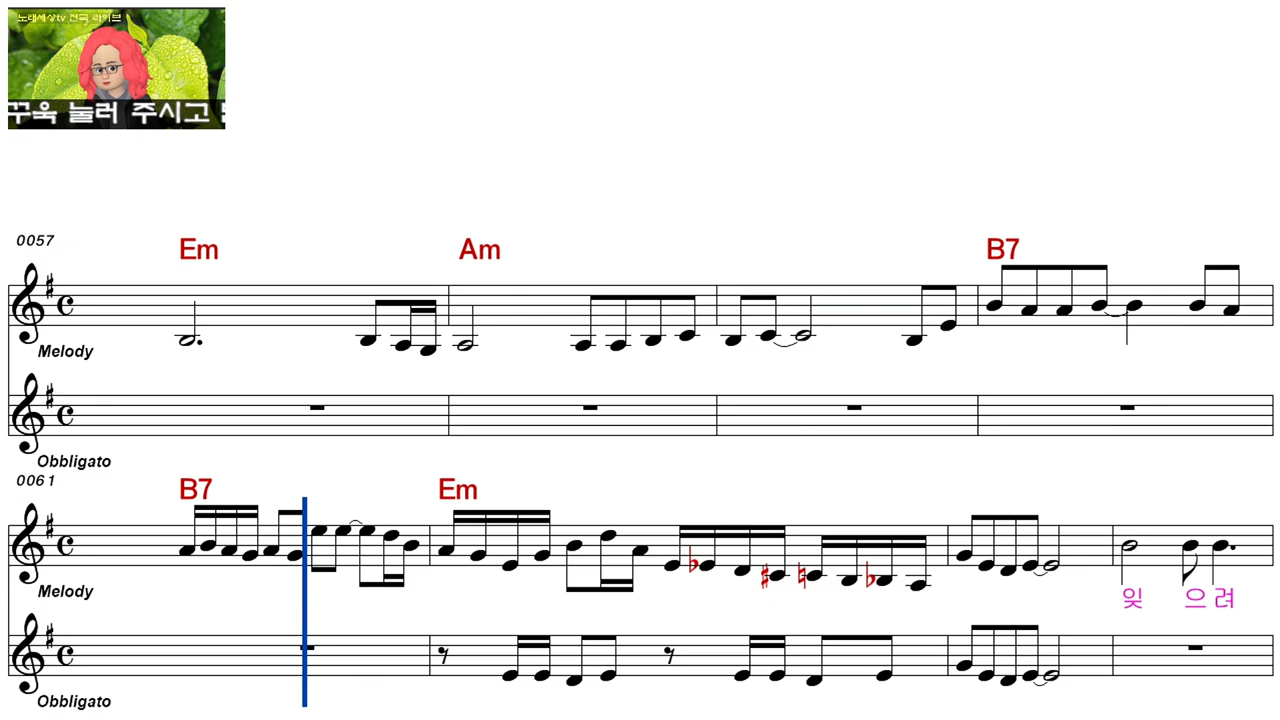 노래세상tv 전국 라이브
꾸욱 눌러 주시고
0057
Em Am B7
Melody
Obbligato
0061
B7 Em
Melody
잊 으 려
Obbligato